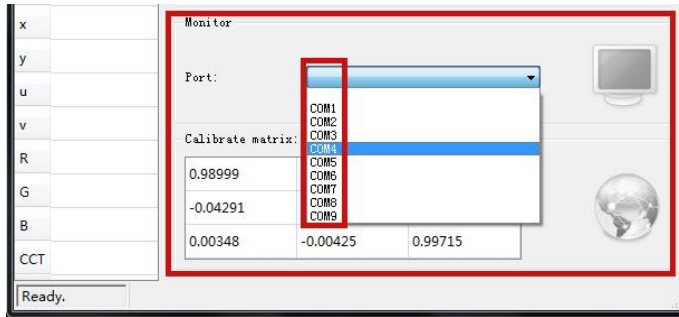 x
y
u
v
R
G
B
CCT
Monitor
Port:
COM1
COM2
COM3
COM4
COM5
COM6
COM7
COM8
COM9
Calibrate matrix:
0.98999
-0.04291
0.00348 -0.00425 0.99715
Ready.